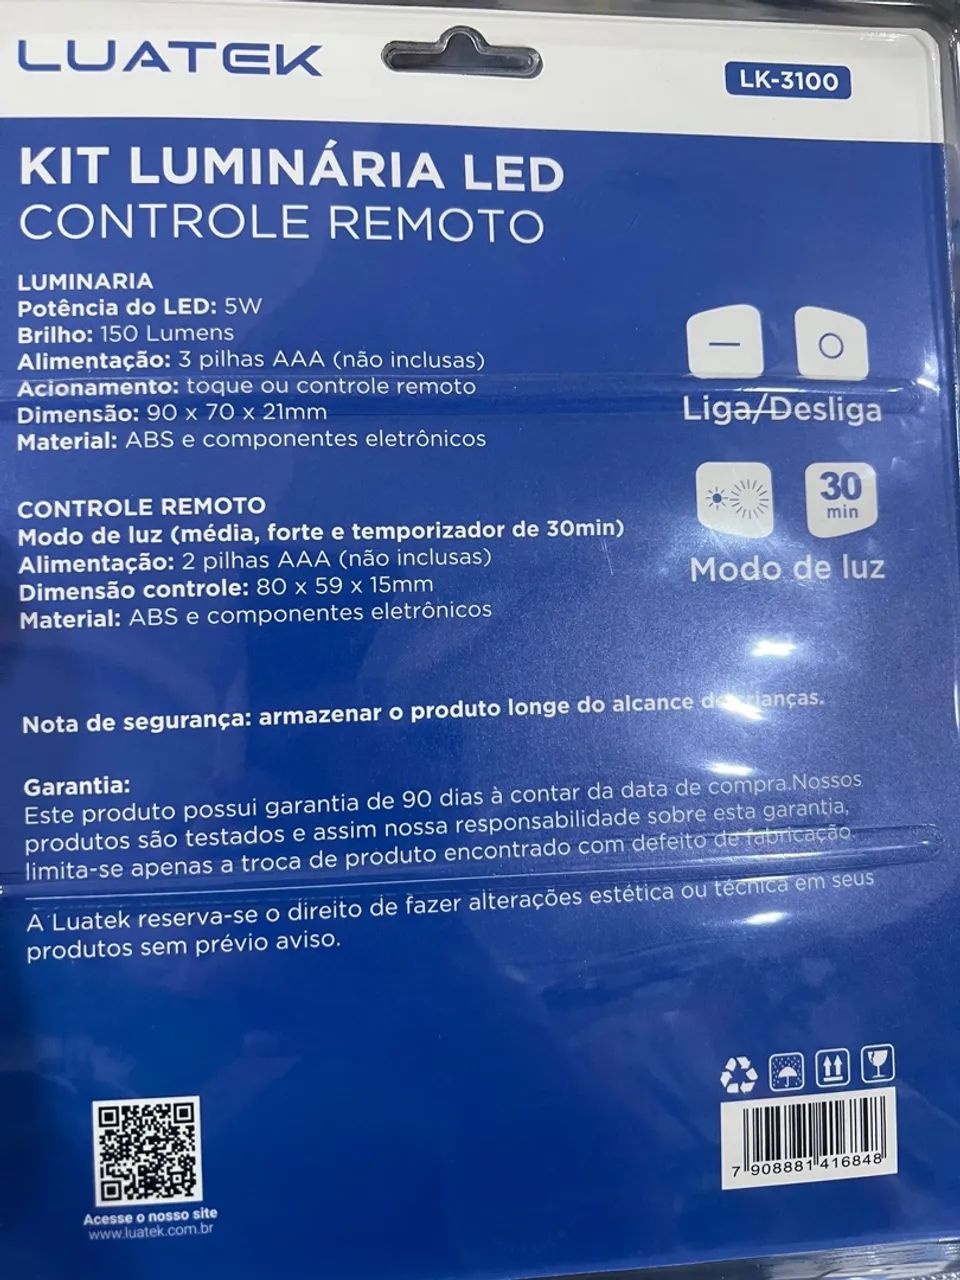 LUATEK
LK-3100
KIT LUMINÁRIA LED
CONTROLE REMOTO
LUMINARIA
Potência do LED: 5W
Brilho: 150 Lumens
Alimentação: 3 pilhas AAA (não inclusas)
Acionamento: toque ou controle remoto
Dimensão: 90 x 70 x 21mm
Material: ABS e componentes eletrônicos
Liga/Desliga
CONTROLE REMOTO
Modo de luz (média, forte e temporizador de 30min)
Alimentação: 2 pilhas AAA (não inclusas)
Dimensão controle: 80 x 59 x 15mm
Material: ABS e componentes eletrônicos
30
min
Modo de luz
Nota de segurança: armazenar o produto longe do alcance de crianças.
Garantia:
Este produto possui garantia de 90 dias à contar da data de compra.Nossos
produtos são testados e assim nossa responsabilidade sobre esta garantia,
limita-se apenas a troca de produto encontrado com defeito de fabricação.
A Luatek reserva-se o direito de fazer alterações estética ou técnica em seus
produtos sem prévio aviso.
Acesse o nosso site
www.luatek.com.br
7 908881 416848